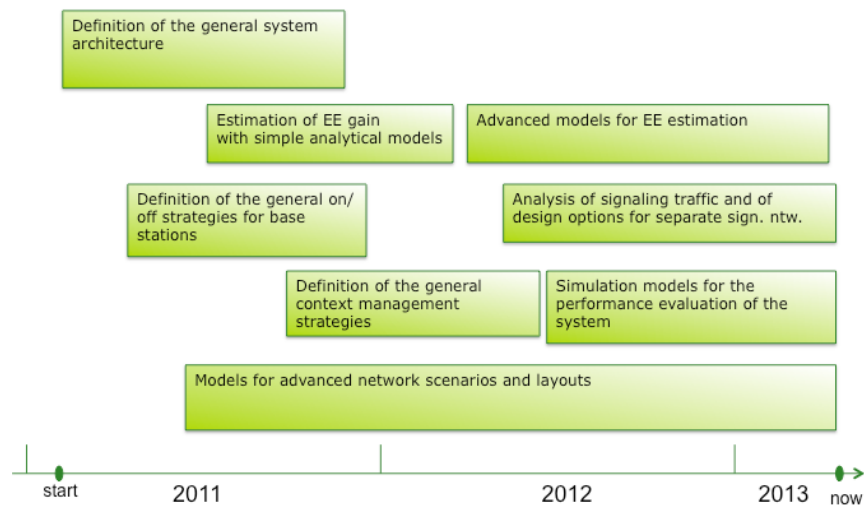 Definition of the general system
architecture
Estimation of EE gain
with simple analytical models
Advanced models for EE estimation
Definition of the general on/
off strategies for base
stations
Analysis of signaling traffic and of
design options for separate sign. ntw.
Definition of the general
context management
strategies
Simulation models for the
performance evaluation of the
system
Models for advanced network scenarios and layouts
start
2011
2012
2013
now